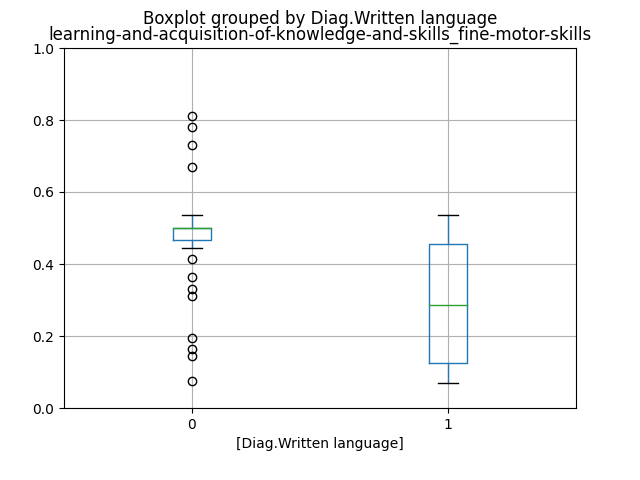 Boxplot grouped by Diag.Written language
learning-and-acquisition-of-knowledge-and-skills_fine-motor-skills
1.0
0.8
0.6
0.4
0.2
0.0
0 1
[Diag.Written language]